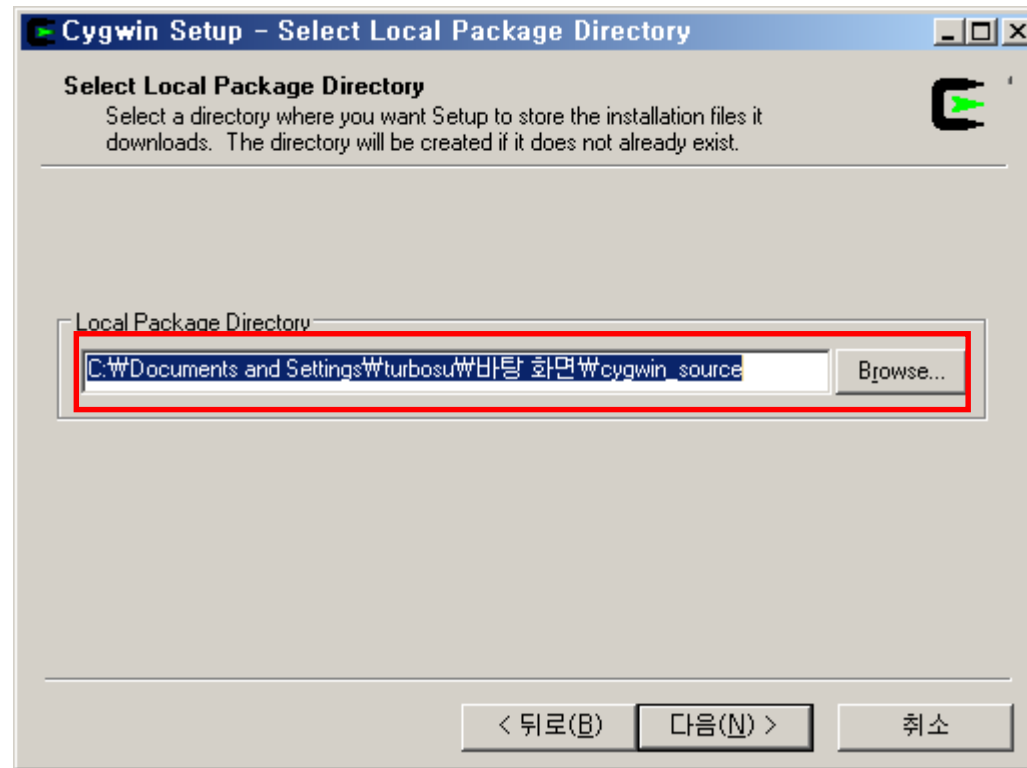 Cygwin Setup - Select Local Package Directory
Select Local Package Directory
Select a directory where you want Setup to store the installation files it
downloads. The directory will be created if it does not already exist.
Local Package Directory
C:₩Documents and Settings₩turbosu₩바탕 화면₩cygwin_source
Browse...
< 뒤로(B)
다음(N) >
취소